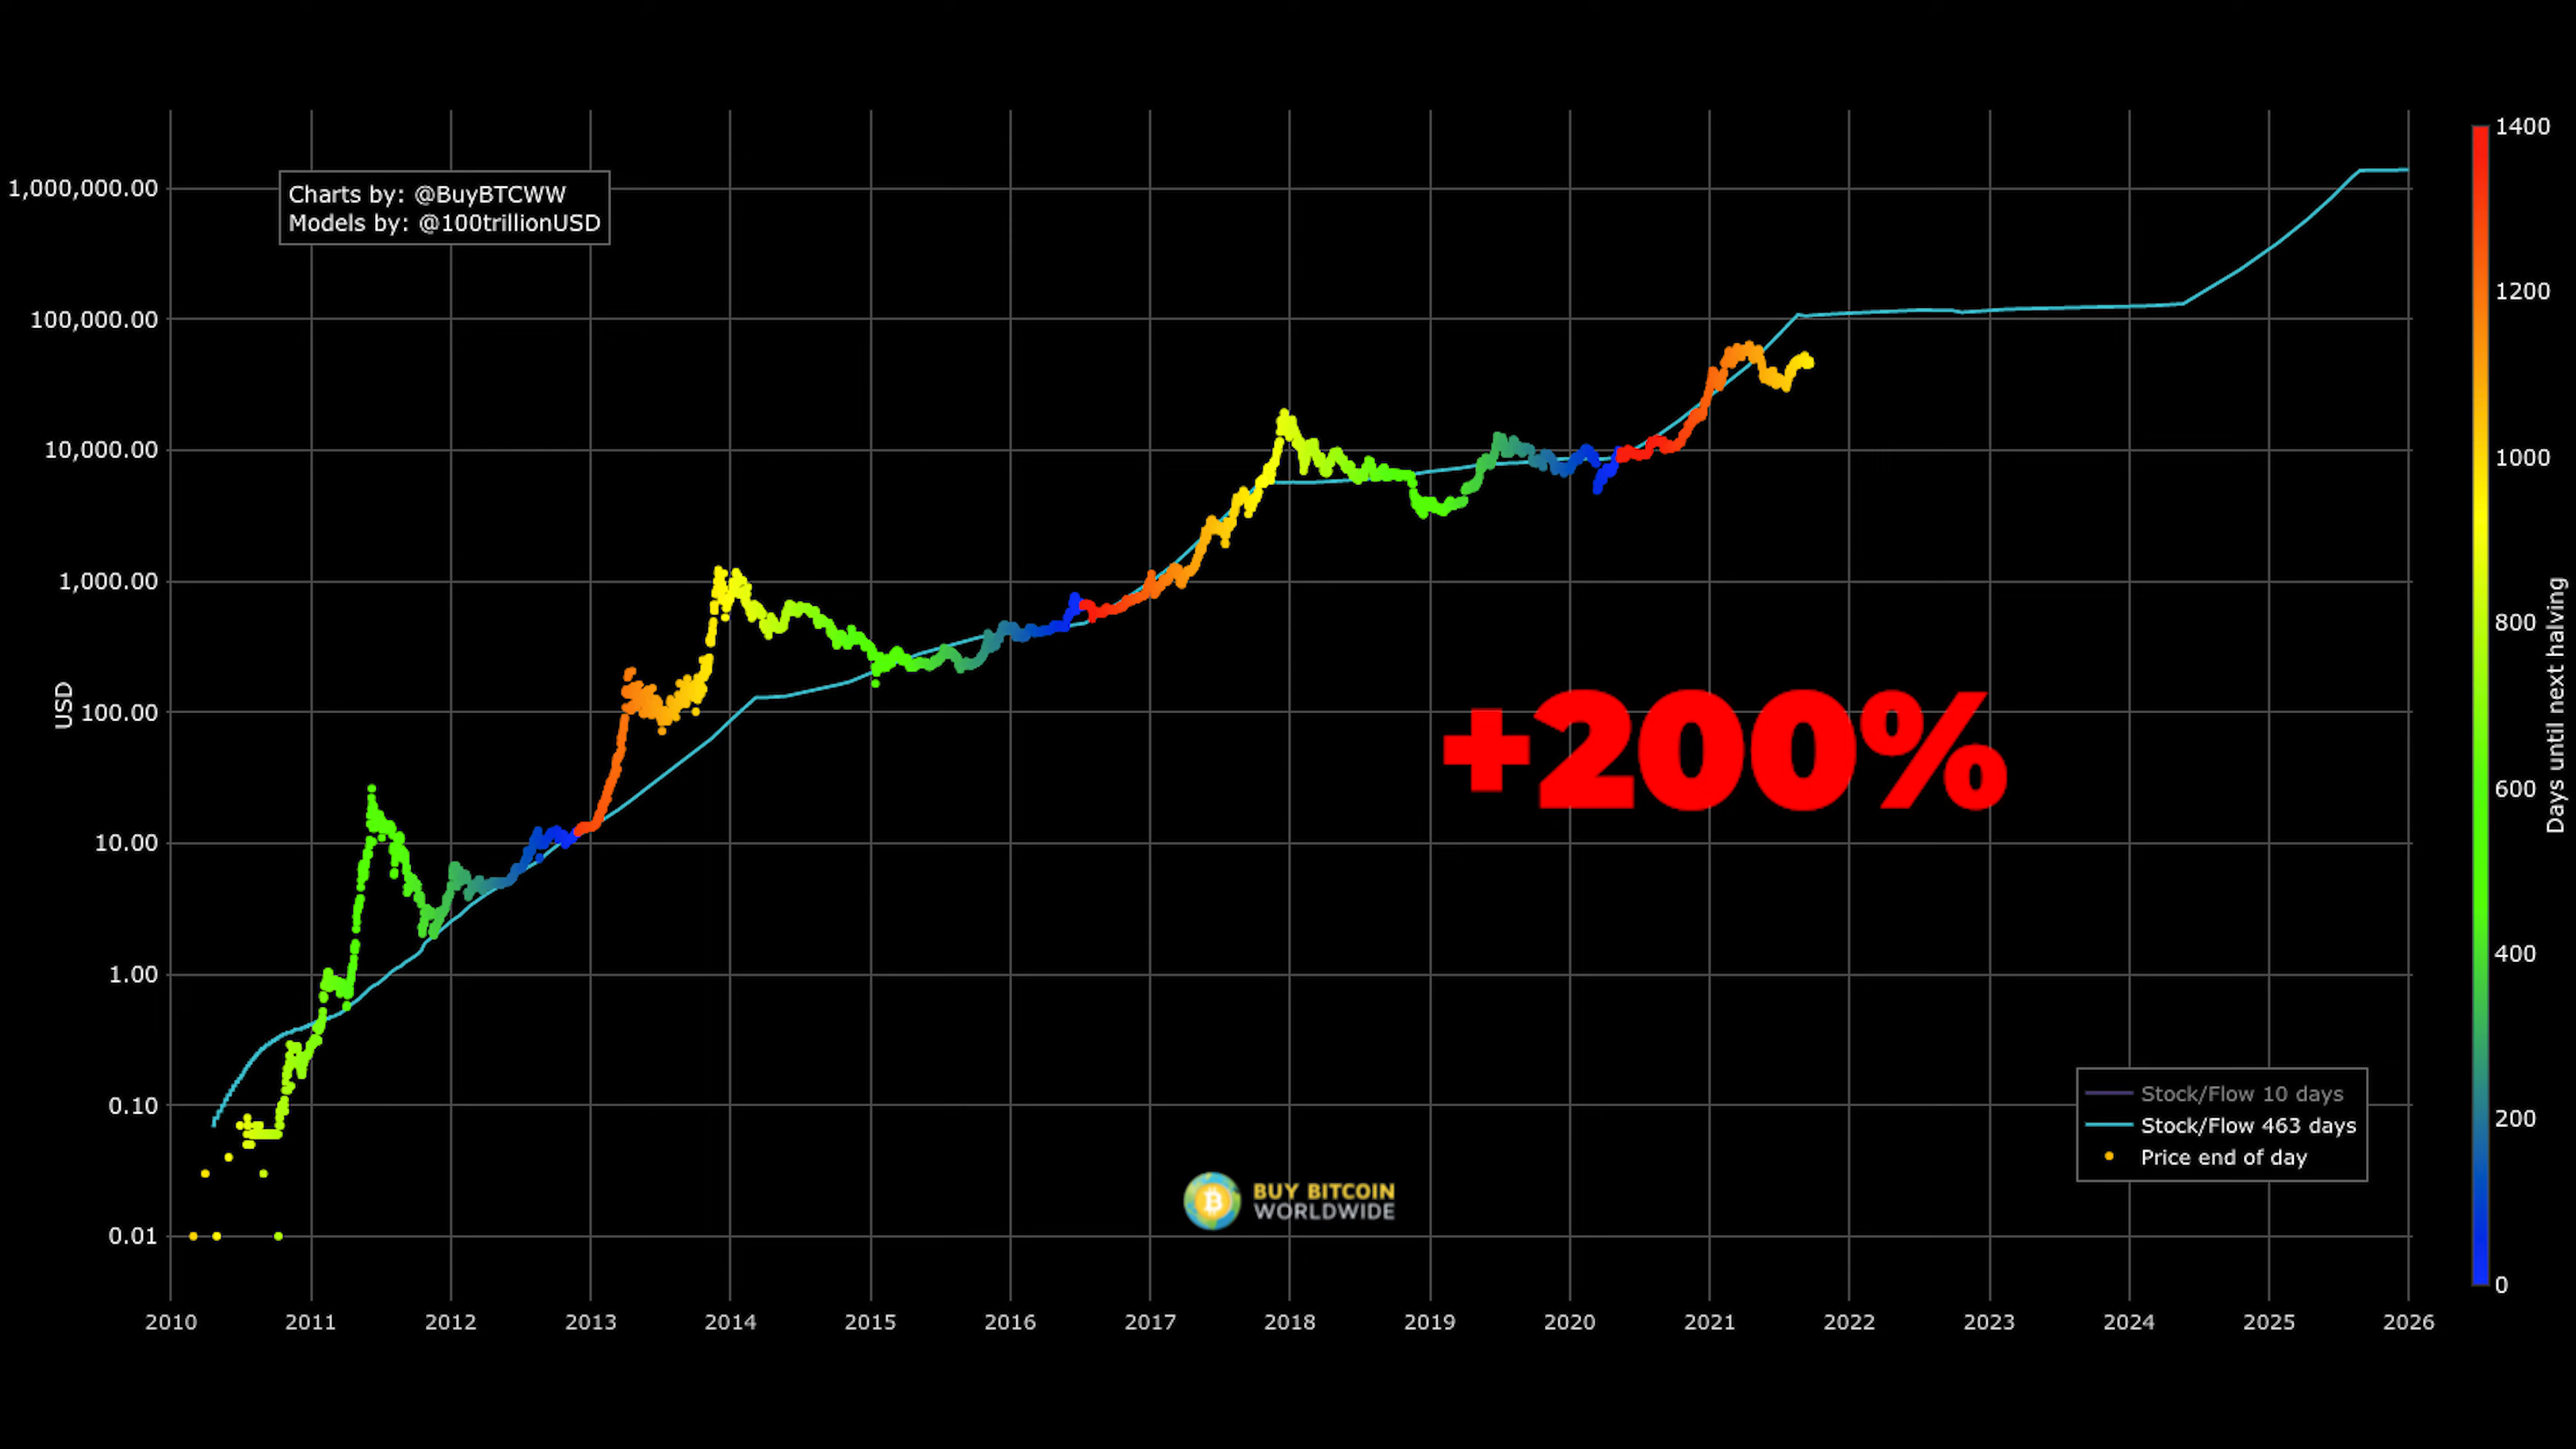 Charts by: @BuyBTCWW
Models by: @100trillionUSD
1,000,000.00
100,000.00
10,000.00
1,000.00
100.00
10.00
1.00
0.10
0.01
USD
2010 2011 2012 2013 2014 2015 2016 2017 2018 2019 2020 2021 2022 2023 2024 2025 2026
+200%
BUY BITCOIN
WORLDWIDE
Stock/Flow 10 days
Stock/Flow 463 days
Price end of day
1400
1200
1000
800
600
400
200
0
Days until next halving